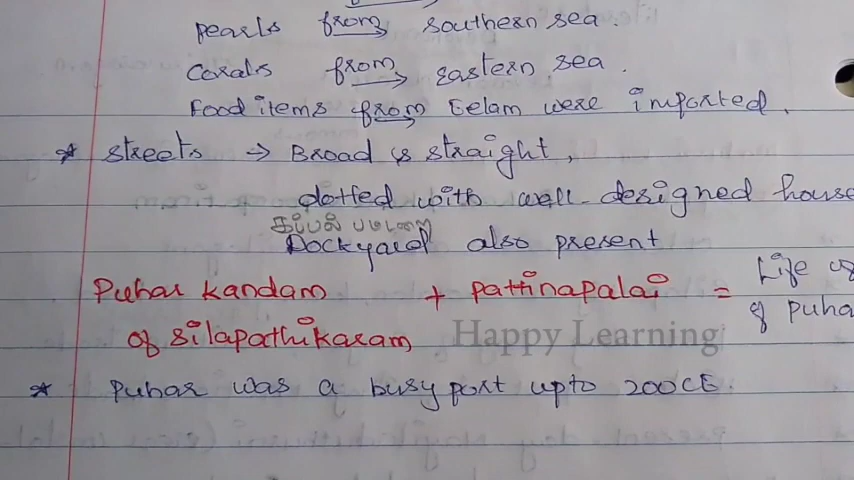 pearls from → southern sea.
Corals from → Eastern sea.
Food items from → Eelam were imported.
* streets → Broad & straight,
dotted with well-designed house
கப்பல் பட்டறை
Dockyard also present
Puhar kandam + pattinapalai = Life
of silapathikaram of puha
Happy Learning
* Puhar was a busy port upto 200CE.